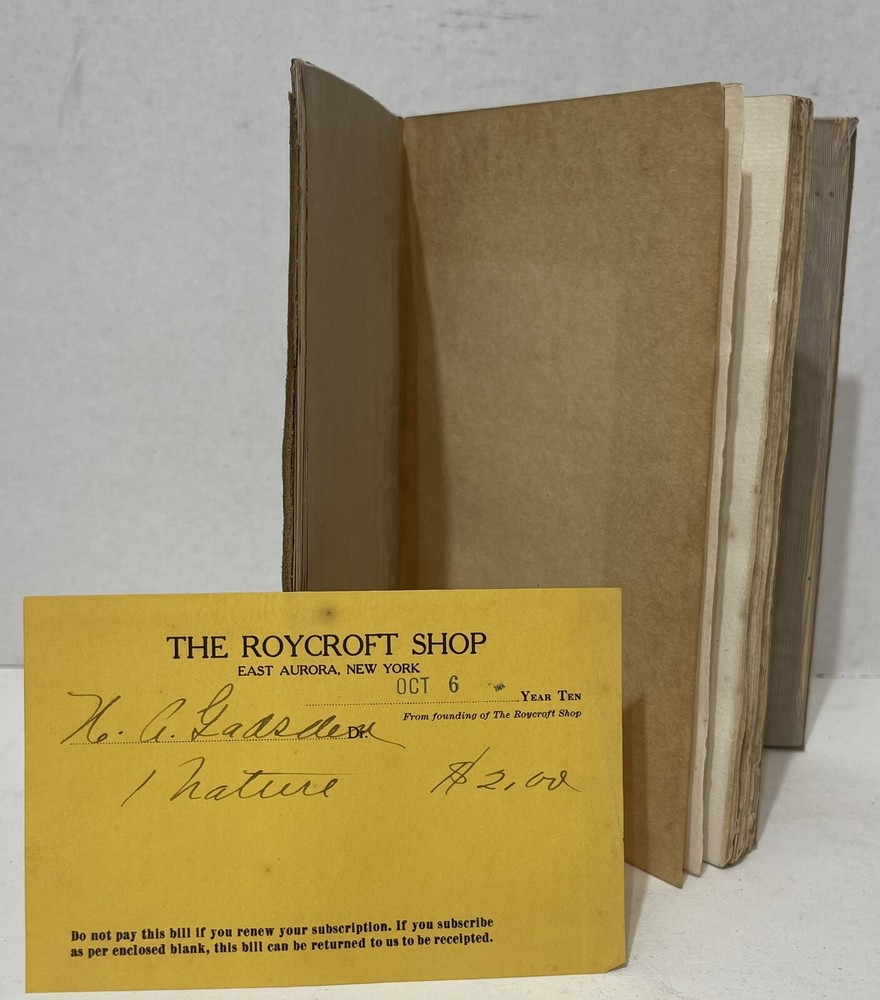 THE ROYCROFT SHOP
EAST AURORA, NEW YORK
OCT 6 YEAR TEN
From founding of The Roycroft Shop
H. A. Gadsden Dr.
1 Nature $2.00
Do not pay this bill if you renew your subscription. If you subscribe
as per enclosed blank, this bill can be returned to us to be receipted.